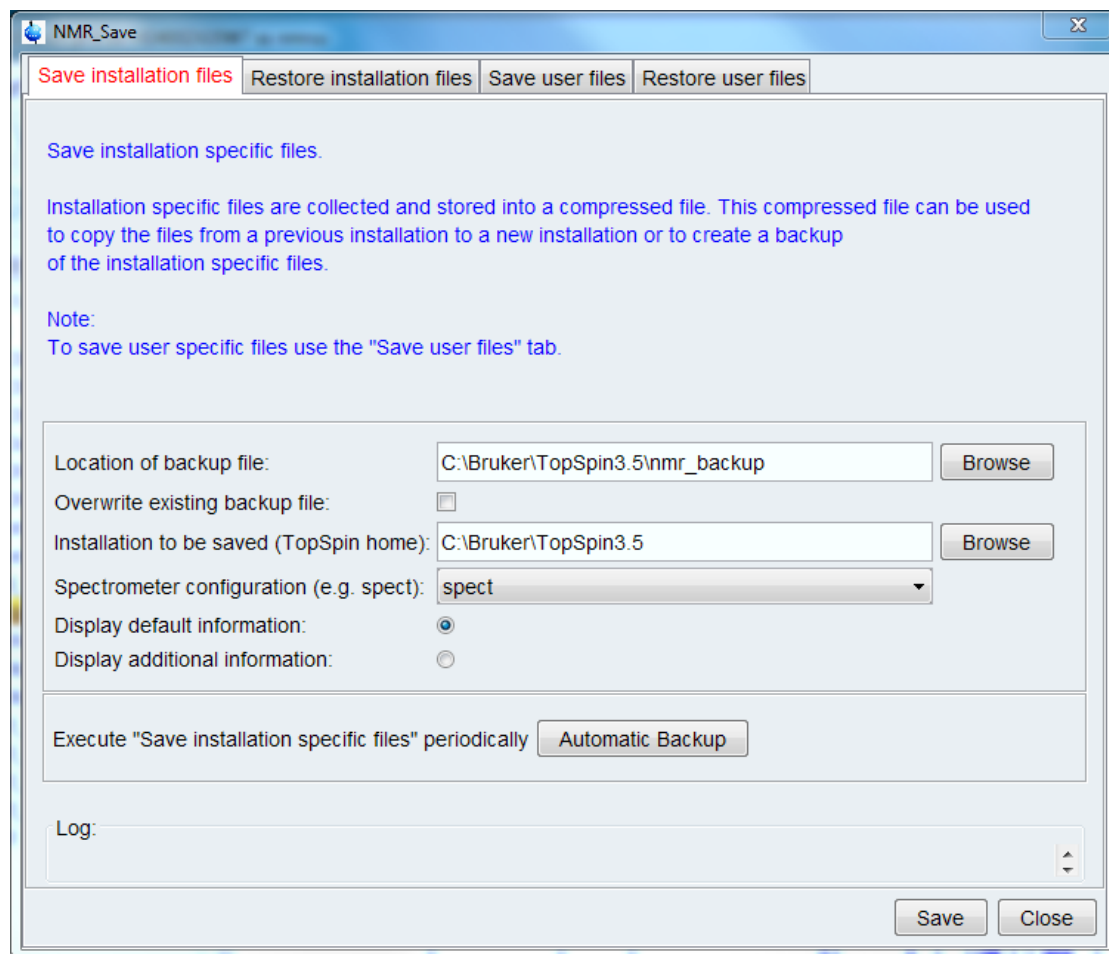 NMR_Save
Save installation files Restore installation files Save user files Restore user files
Save installation specific files.
Installation specific files are collected and stored into a compressed file. This compressed file can be used
to copy the files from a previous installation to a new installation or to create a backup
of the installation specific files.
Note:
To save user specific files use the "Save user files" tab.
Location of backup file: C:\Bruker\TopSpin3.5\nmr_backup Browse
Overwrite existing backup file:
Installation to be saved (TopSpin home): C:\Bruker\TopSpin3.5 Browse
Spectrometer configuration (e.g. spect): spect
Display default information:
Display additional information:
Execute "Save installation specific files" periodically Automatic Backup
Log:
Save Close